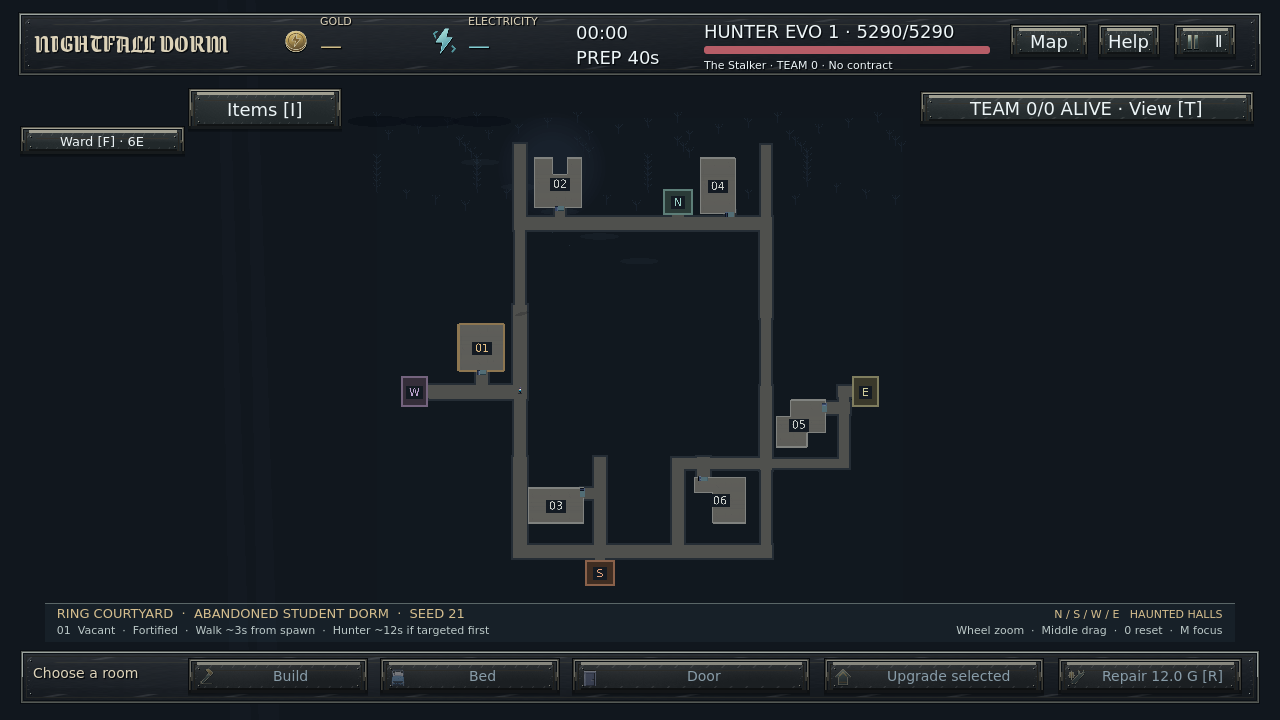 NIGHTFALL DORM
GOLD
—
ELECTRICITY
—
00:00
PREP 40s
HUNTER EVO 1 · 5290/5290
The Stalker · TEAM 0 · No contract
Map
Help
II
Items [I]
TEAM 0/0 ALIVE · View [T]
Ward [F] · 6E
02
N
04
01
W
E
05
03
06
S
RING COURTYARD · ABANDONED STUDENT DORM · SEED 21
N / S / W / E HAUNTED HALLS
01 Vacant · Fortified · Walk ~3s from spawn · Hunter ~12s if targeted first
Wheel zoom · Middle drag · 0 reset · M focus
Choose a room
Build
Bed
Door
Upgrade selected
Repair 12.0 G [R]